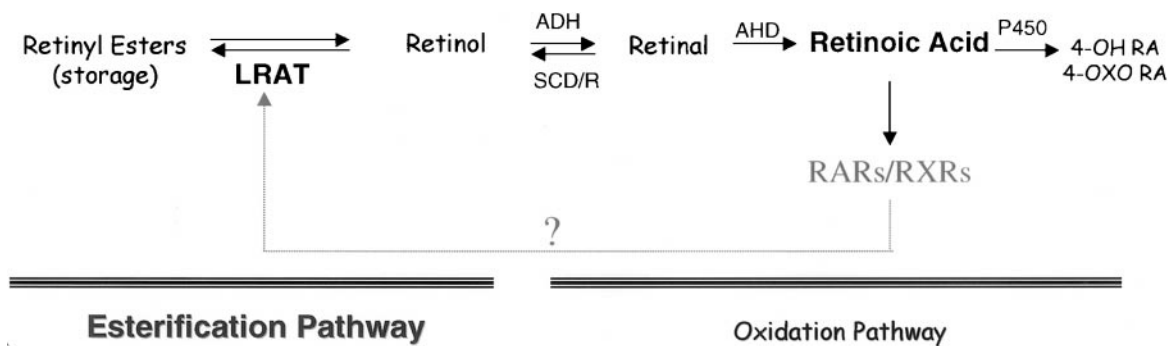 Retinyl Esters
(storage)
LRAT
Retinol
ADH
SCD/R
Retinal
AHD
Retinoic Acid
P450
4-OH RA
4-OXO RA
RARs/RXRs
?
Esterification Pathway
Oxidation Pathway